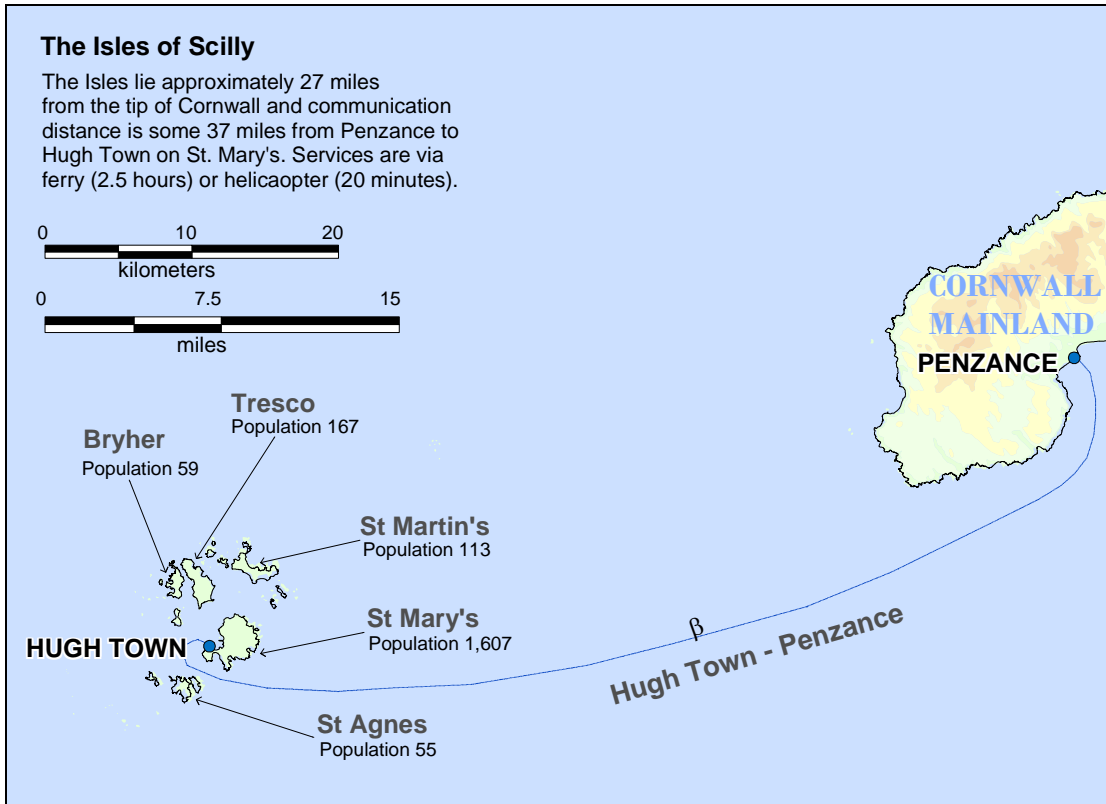 The Isles of Scilly
The Isles lie approximately 27 miles
from the tip of Cornwall and communication
distance is some 37 miles from Penzance to
Hugh Town on St. Mary's. Services are via
ferry (2.5 hours) or helicaopter (20 minutes).
0 10 20
kilometers
0 7.5 15
miles
CORNWALL
MAINLAND
PENZANCE
Tresco
Population 167
Bryher
Population 59
St Martin's
Population 113
St Mary's
Population 1,607
HUGH TOWN
β
Hugh Town - Penzance
St Agnes
Population 55